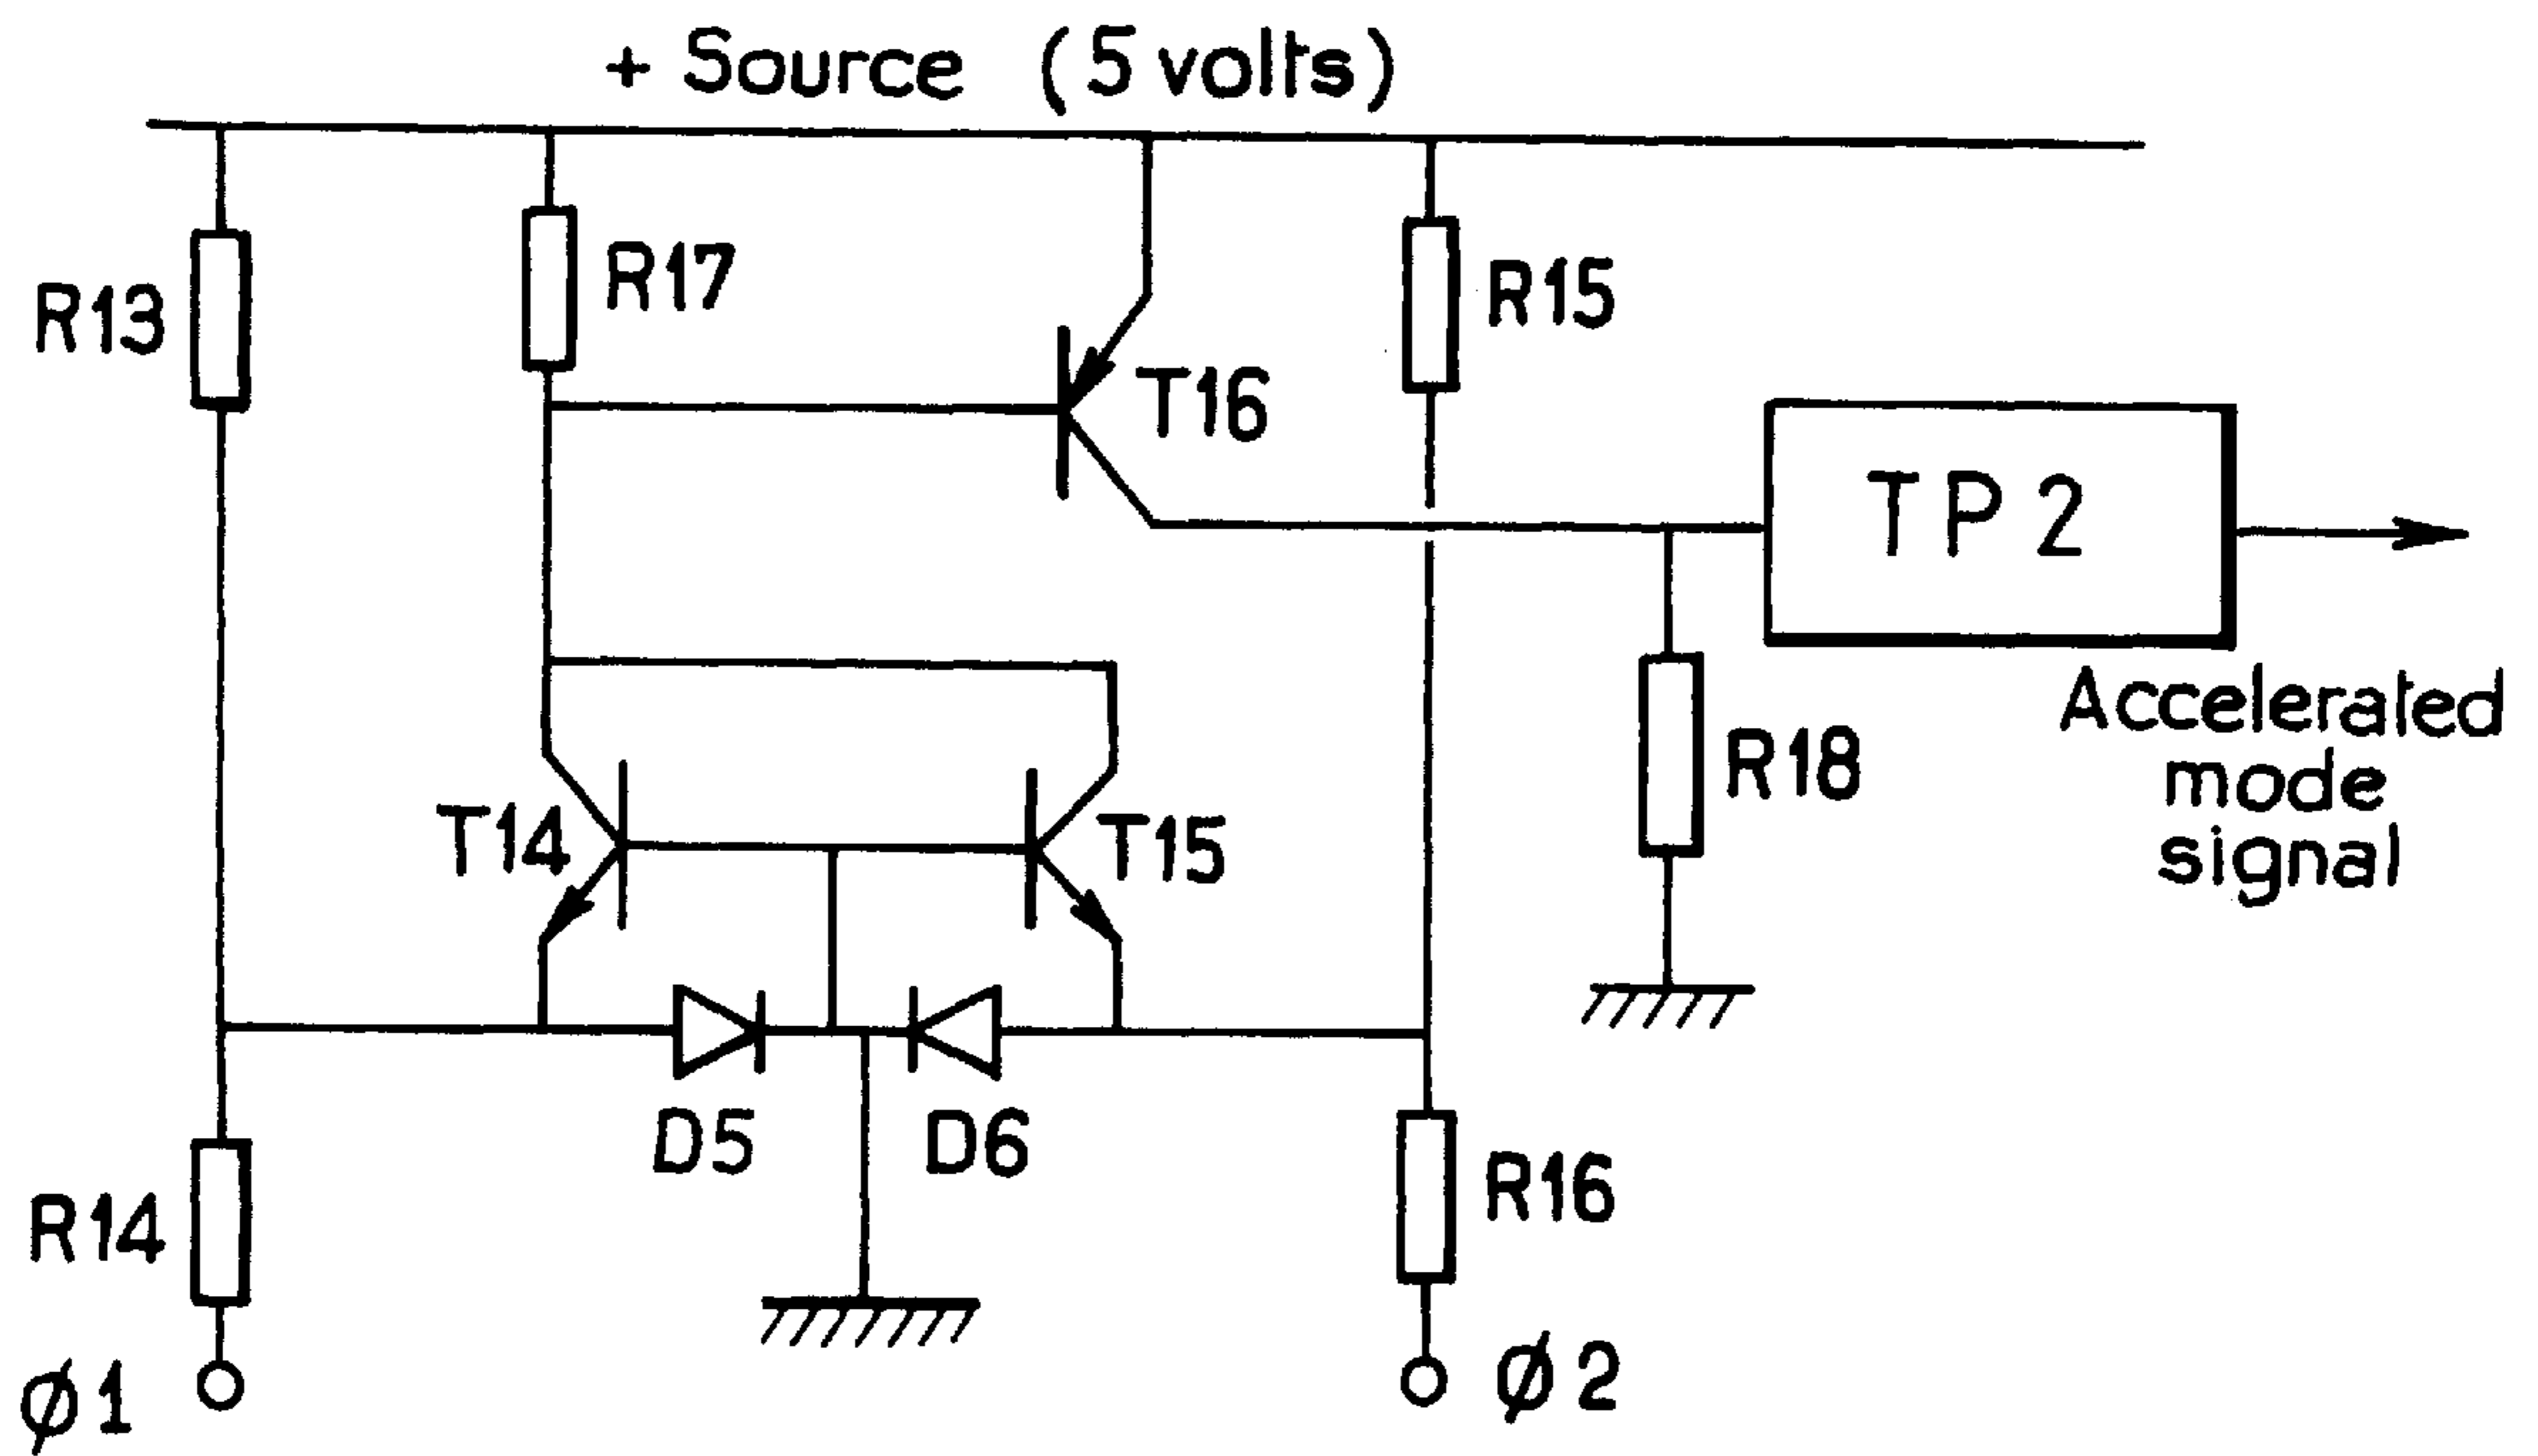 + Source (5 volts)
R13
R17
R15
T16
TP2
Accelerated
mode
signal
R18
T14
T15
D5
D6
R14
R16
ø1
ø2